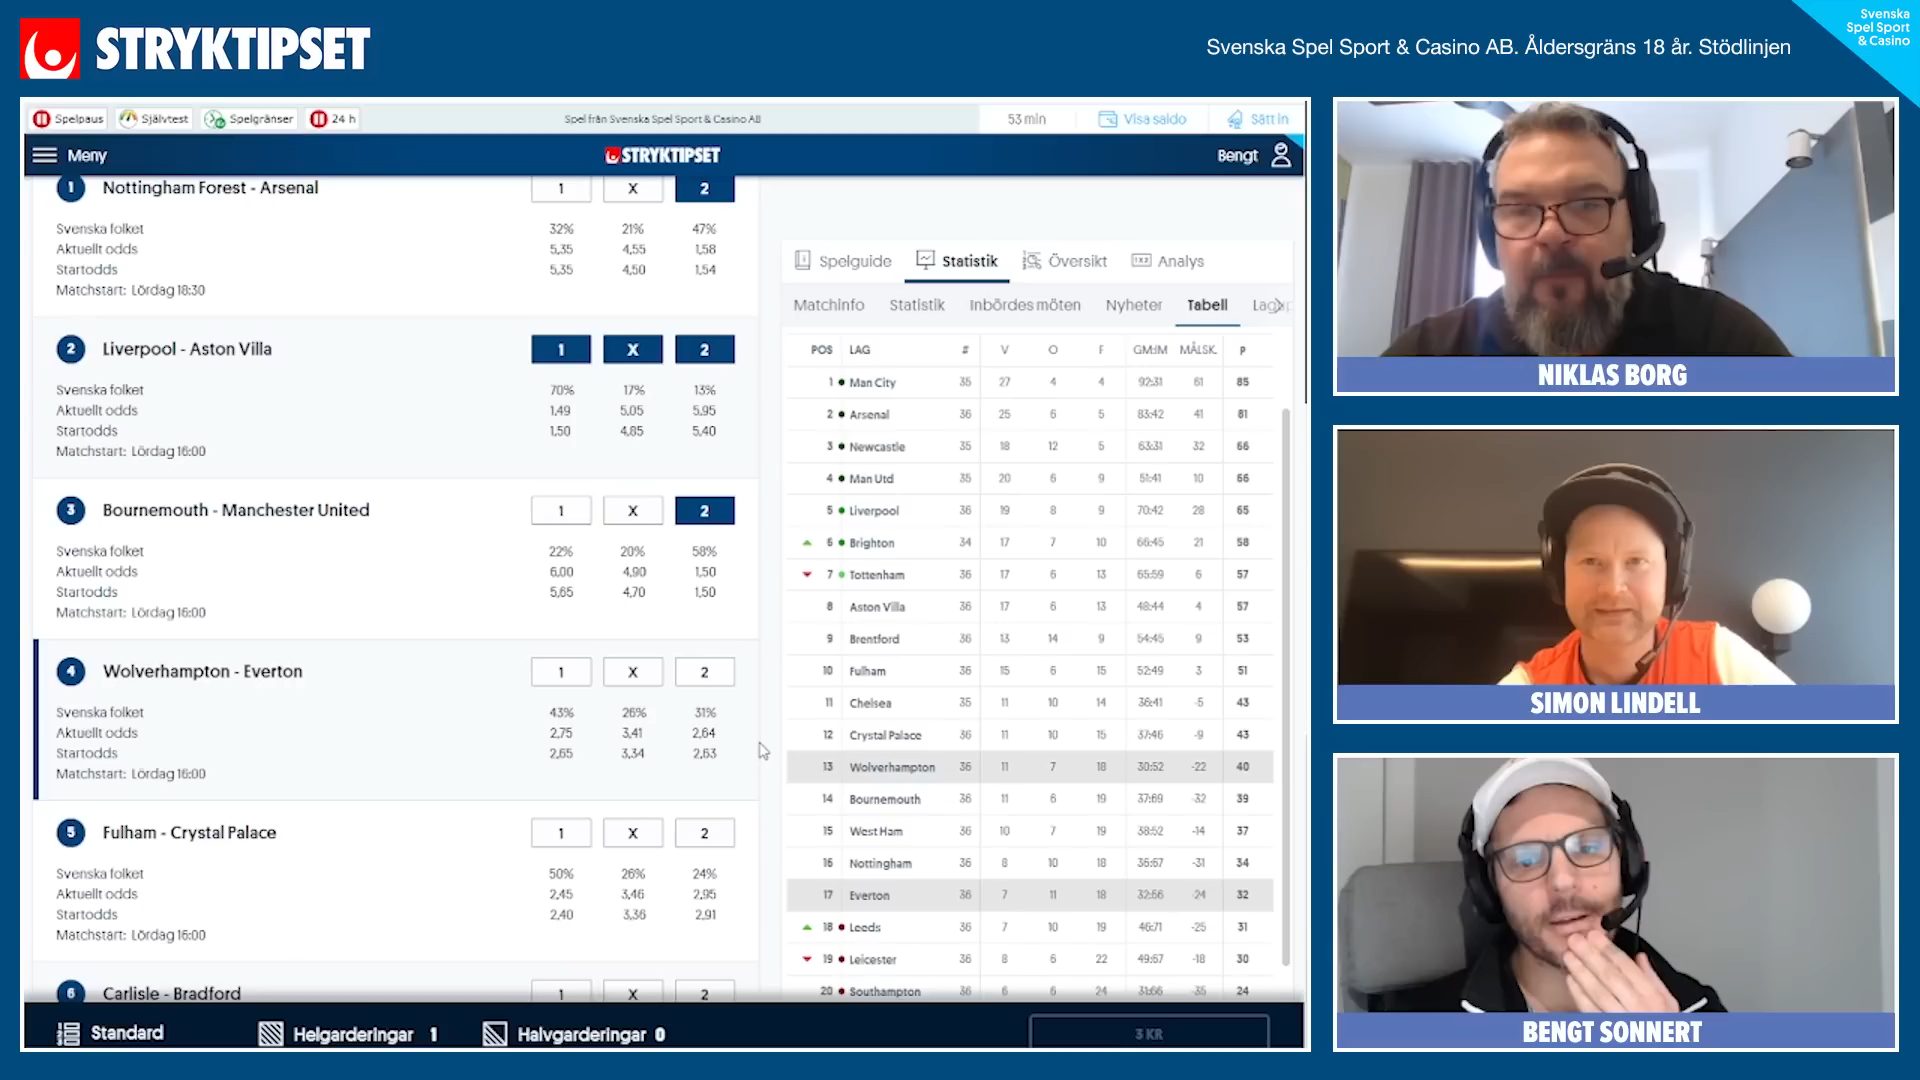 STRYKTIPSET
Svenska Spel Sport & Casino AB. Åldersgräns 18 år. Stödlinjen
Svenska
Spel Sport
& Casino
Spelpaus Självtest Spelgränser 24 h
Spel från Svenska Spel Sport & Casino AB
53 min Visa saldo Sätt in
Meny
STRYKTIPSET
Bengt
1 Nottingham Forest - Arsenal 1 X 2
Svenska folket 32% 21% 47%
Aktuellt odds 5,35 4,55 1,58
Startodds 5,35 4,50 1,54
Matchstart: Lördag 18:30
2 Liverpool - Aston Villa 1 X 2
Svenska folket 70% 17% 13%
Aktuellt odds 1,49 5,05 5,95
Startodds 1,50 4,85 5,40
Matchstart: Lördag 16:00
3 Bournemouth - Manchester United 1 X 2
Svenska folket 22% 20% 58%
Aktuellt odds 6,00 4,90 1,50
Startodds 5,65 4,70 1,50
Matchstart: Lördag 16:00
4 Wolverhampton - Everton 1 X 2
Svenska folket 43% 26% 31%
Aktuellt odds 2,75 3,41 2,64
Startodds 2,65 3,34 2,63
Matchstart: Lördag 16:00
5 Fulham - Crystal Palace 1 X 2
Svenska folket 50% 26% 24%
Aktuellt odds 2,45 3,46 2,95
Startodds 2,40 3,36 2,91
Matchstart: Lördag 16:00
6 Carlisle - Bradford 1 X 2
Standard Helgarderingar 1 Halvgarderingar 0
3 KR
Spelguide Statistik Översikt Analys
Matchinfo Statistik Inbördes möten Nyheter Tabell
POS LAG # V O F GM:IM MÅLSK. P
1 Man City 35 27 4 4 92:31 61 85
2 Arsenal 36 25 6 5 83:42 41 81
3 Newcastle 35 18 12 5 63:31 32 66
4 Man Utd 35 20 6 9 51:41 10 66
5 Liverpool 36 19 8 9 70:42 28 65
6 Brighton 34 17 7 10 66:45 21 58
7 Tottenham 36 17 6 13 65:59 6 57
8 Aston Villa 36 17 6 13 48:44 4 57
9 Brentford 36 13 14 9 54:45 9 53
10 Fulham 36 15 6 15 52:49 3 51
11 Chelsea 35 11 10 14 36:41 -5 43
12 Crystal Palace 36 11 10 15 37:46 -9 43
13 Wolverhampton 36 11 7 18 30:52 -22 40
14 Bournemouth 36 11 6 19 37:69 -32 39
15 West Ham 36 10 7 19 38:52 -14 37
16 Nottingham 36 8 10 18 36:67 -31 34
17 Everton 36 7 11 18 32:56 -24 32
18 Leeds 36 7 10 19 46:71 -25 31
19 Leicester 36 8 6 22 49:67 -18 30
20 Southampton 36 6 6 24 31:66 -35 24
NIKLAS BORG
SIMON LINDELL
BENGT SONNERT